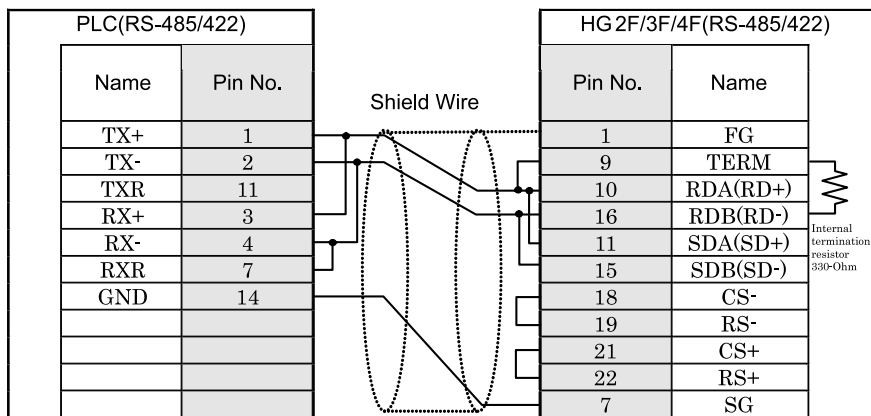 PLC(RS-485/422)
Name Pin No.
TX+ 1
TX- 2
TXR 11
RX+ 3
RX- 4
RXR 7
GND 14
Shield Wire
HG2F/3F/4F(RS-485/422)
Pin No. Name
1 FG
9 TERM
10 RDA(RD+)
16 RDB(RD-)
11 SDA(SD+)
15 SDB(SD-)
18 CS-
19 RS-
21 CS+
22 RS+
7 SG
Internal
termination
resistor
330-Ohm